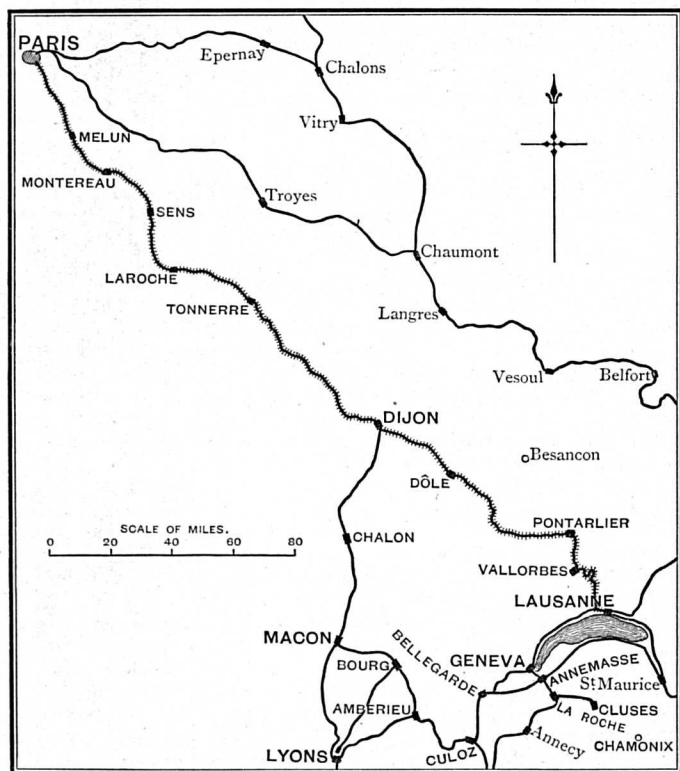 PARIS
Epernay
Chalons
Vitry
MELUN
MONTEREAU
SENS
Troyes
Chaumont
LAROCHE
TONNERRE
Langres
Vesoul
Belfort
DIJON
Besancon
DÔLE
SCALE OF MILES.
0 20 40 60 80
CHALON
PONTARLIER
VALLORBES
LAUSANNE
MACON
BOURG
BELLEGARDE
GENEVA
ANNEMASSE
St. Maurice
AMBERIEU
LA ROCHE
CLUSES
LYONS
CULOZ
Annecy
CHAMONIX